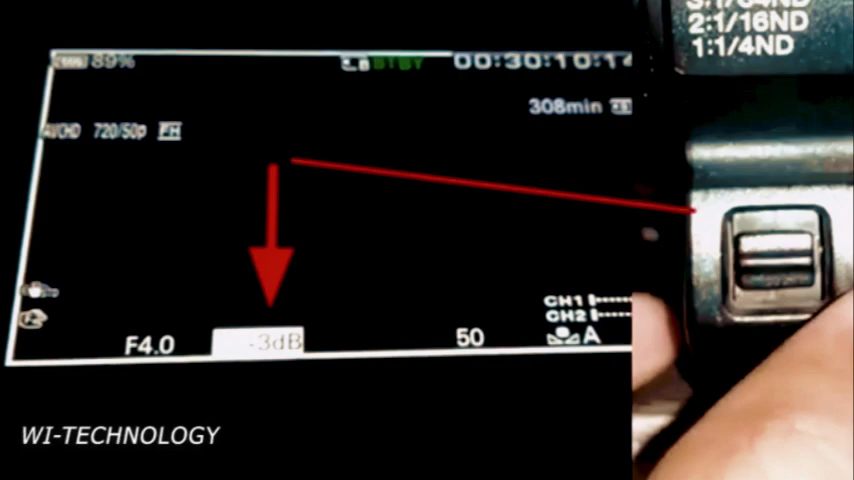 89%
STBY
00:30:10:14
308min
AVCHD 720/50p FH
CH1
CH2
F4.0 -3dB 50 A
WI-TECHNOLOGY
2:1/16ND
1:1/4ND